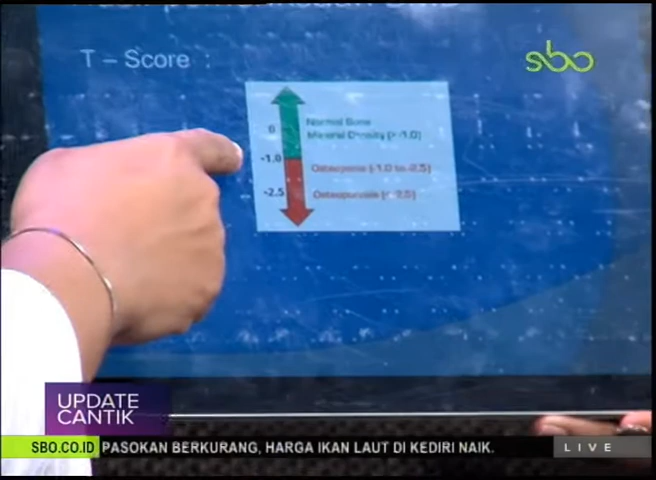 T – Score :
sbo
Normal Bone
0
Mineral Density (> -1.0)
-1.0
Osteopenia (-1.0 to -2.5)
-2.5
Osteoporosis (< -2.5)
UPDATE
CANTIK
SBO.CO.ID PASOKAN BERKURANG, HARGA IKAN LAUT DI KEDIRI NAIK.
LIVE